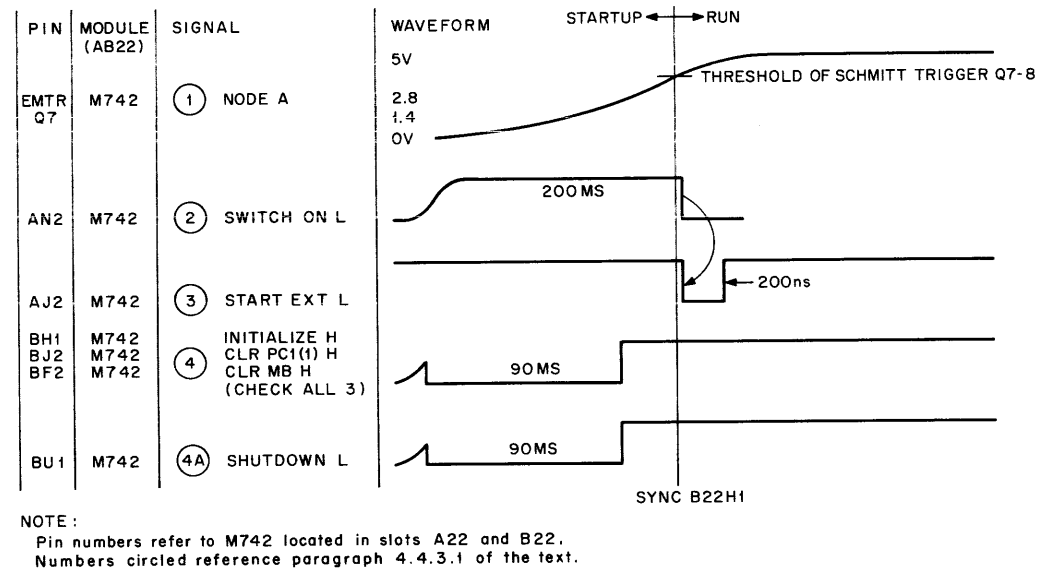 PIN MODULE SIGNAL WAVEFORM STARTUP RUN
(AB22)
5V
THRESHOLD OF SCHMITT TRIGGER Q7-8
EMTR M742 1 NODE A 2.8
Q7 1.4
0V
200MS
AN2 M742 2 SWITCH ON L
200ns
AJ2 M742 3 START EXT L
BH1 M742 INITIALIZE H
BJ2 M742 4 CLR PC1(1) H
BF2 M742 CLR MB H 90MS
(CHECK ALL 3)
90MS
BU1 M742 4A SHUTDOWN L
SYNC B22H1
NOTE:
Pin numbers refer to M742 located in slots A22 and B22.
Numbers circled reference paragraph 4.4.3.1 of the text.